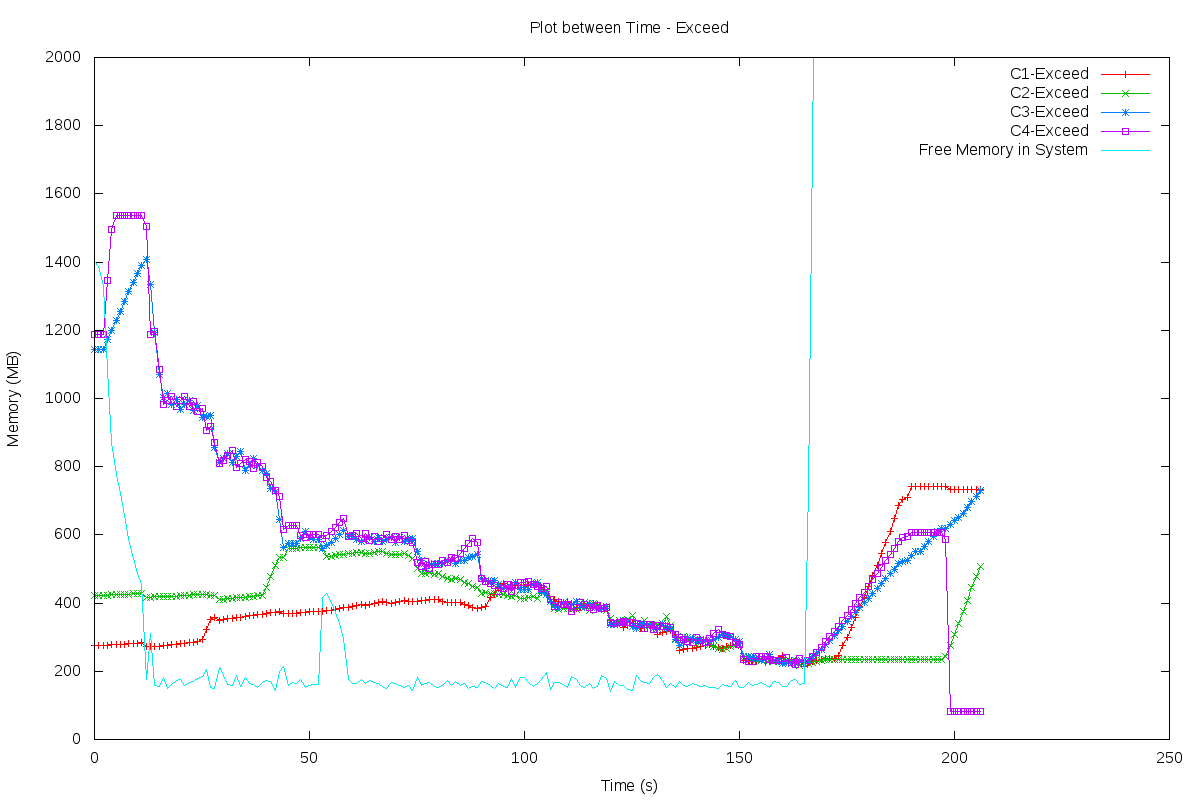 Plot between Time - Exceed
2000
1800
1600
1400
1200
1000
800
600
400
200
0
Memory (MB)
C1-Exceed
C2-Exceed
C3-Exceed
C4-Exceed
Free Memory in System
0 50 100 150 200 250
Time (s)